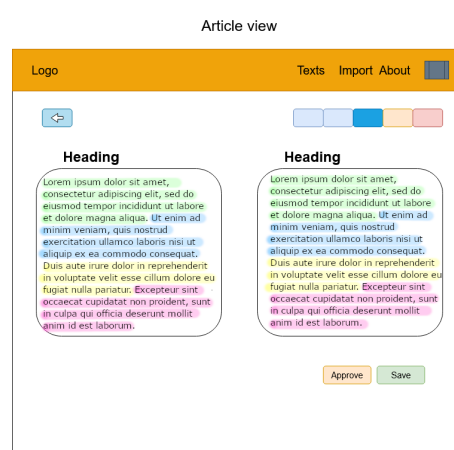 Article view
Logo Texts Import About
Heading
Lorem ipsum dolor sit amet,
consectetur adipiscing elit, sed do
eiusmod tempor incididunt ut labore
et dolore magna aliqua. Ut enim ad
minim veniam, quis nostrud
exercitation ullamco laboris nisi ut
aliquip ex ea commodo consequat.
Duis aute irure dolor in reprehenderit
in voluptate velit esse cillum dolore eu
fugiat nulla pariatur. Excepteur sint
occaecat cupidatat non proident, sunt
in culpa qui officia deserunt mollit
anim id est laborum.
Heading
Lorem ipsum dolor sit amet,
consectetur adipiscing elit, sed do
eiusmod tempor incididunt ut labore
et dolore magna aliqua. Ut enim ad
minim veniam, quis nostrud
exercitation ullamco laboris nisi ut
aliquip ex ea commodo consequat.
Duis aute irure dolor in reprehenderit
in voluptate velit esse cillum dolore eu
fugiat nulla pariatur. Excepteur sint
occaecat cupidatat non proident, sunt
in culpa qui officia deserunt mollit
anim id est laborum.
Approve Save